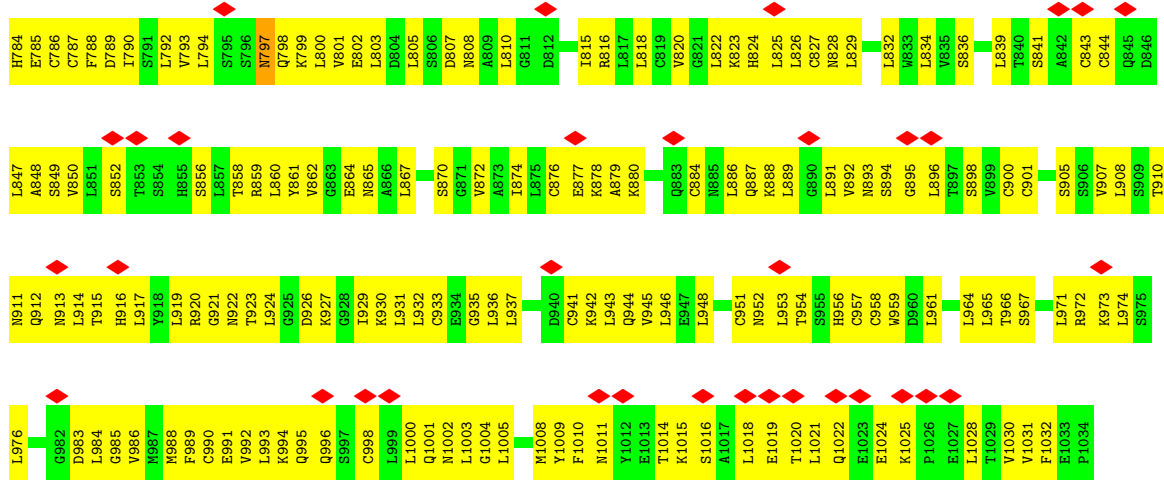 H784 E785 C786 C787 F788 D789 I790 S791 L792 V793 L794 S795 S796 N797 Q798 K799 L800 V801 E802 L803 D804 L805 S806 D807 N808 A809 L810 G811 D812 I815 R816 L817 L818 C819 V820 G821 L822 K823 H824 L825 L826 C827 N828 L829 L832 W833 L834 V835 S836 L839 T840 S841 A842 C843 C844 Q845 D846
L847 A848 S849 V850 L851 S852 T853 S854 H855 S856 L857 T858 R859 L860 Y861 V862 G863 E864 N865 A866 L867 S870 G871 V872 A873 I874 L875 C876 E877 K878 A879 K880 Q883 C884 N885 L886 Q887 K888 L889 G890 L891 V892 N893 S894 G895 L896 T897 S898 V899 C900 C901 S905 S906 V907 L908 S909 T910
N911 Q912 N913 L914 T915 H916 L917 Y918 L919 R920 G921 N922 T923 L924 G925 D926 K927 G928 I929 K930 L931 L932 C933 E934 G935 L936 L937 D940 C941 K942 L943 Q944 V945 L946 E947 L948 C951 N952 L953 T954 S955 H956 C957 C958 W959 D960 L961 L964 L965 T966 S967 L971 R972 K973 L974 S975
L976 G982 D983 L984 G985 V986 M987 M988 F989 C990 E991 V992 L993 K994 Q995 Q996 S997 C998 L999 L1000 Q1001 N1002 L1003 G1004 L1005 M1008 Y1009 F1010 N1011 Y1012 E1013 T1014 K1015 S1016 A1017 L1018 E1019 T1020 L1021 Q1022 E1023 E1024 K1025 P1026 E1027 L1028 T1029 V1030 V1031 F1032 E1033 P1034